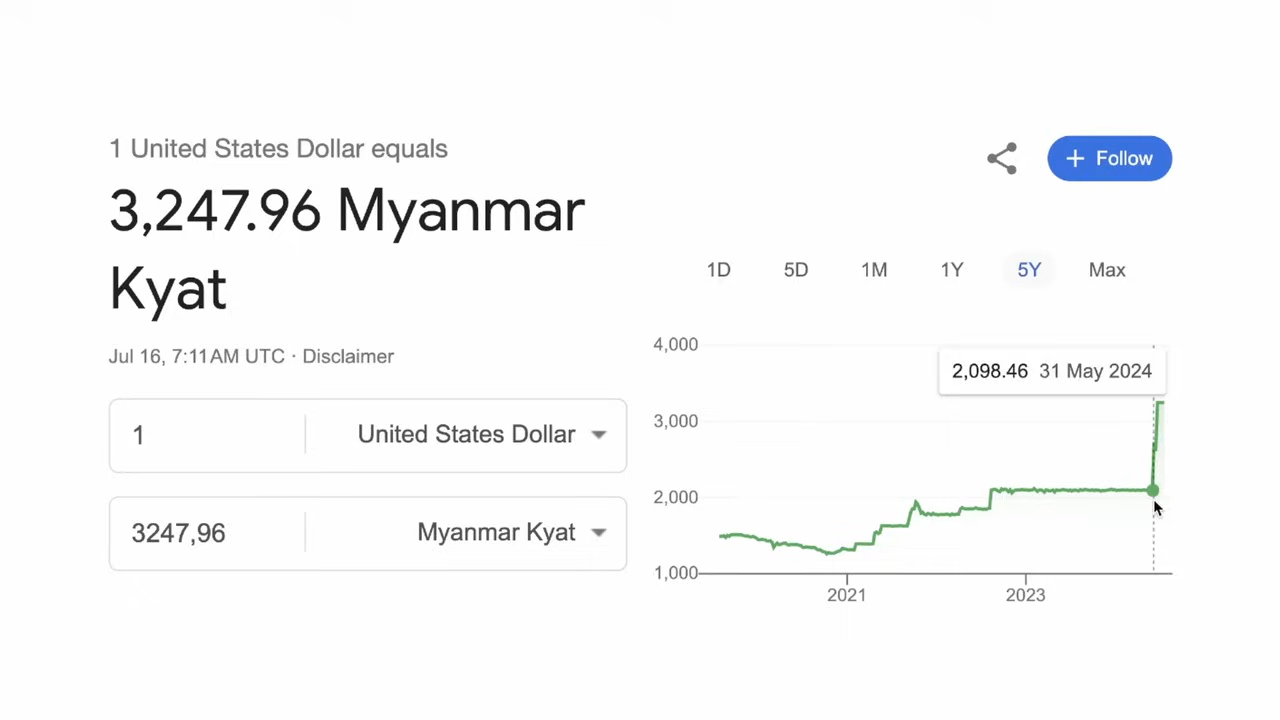 1 United States Dollar equals
3,247.96 Myanmar
Kyat
Jul 16, 7:11 AM UTC · Disclaimer
1 United States Dollar
3247,96 Myanmar Kyat
+ Follow
1D 5D 1M 1Y 5Y Max
4,000
2,098.46 31 May 2024
3,000
2,000
1,000
2021 2023